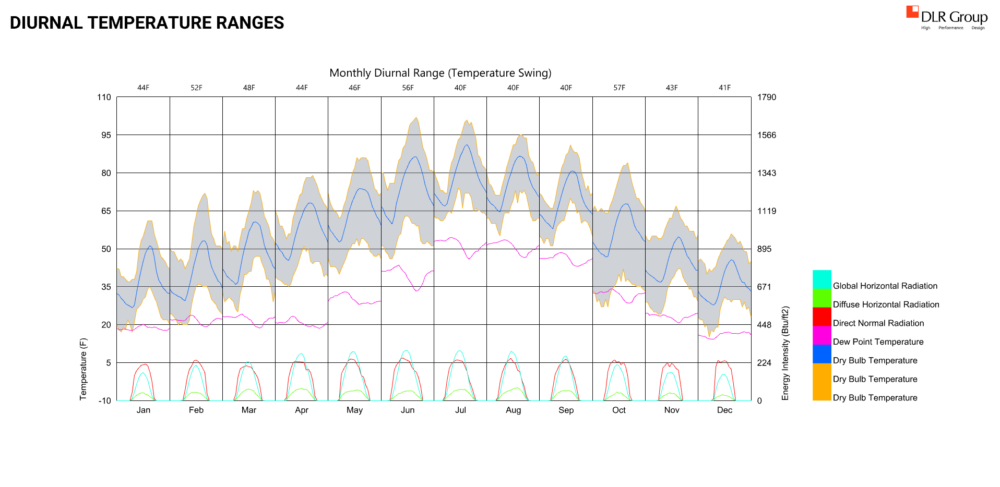 DIURNAL TEMPERATURE RANGES
DLR Group
High Performance Design
Monthly Diurnal Range (Temperature Swing)
44F 52F 48F 44F 46F 56F 40F 40F 40F 57F 43F 41F
110 1790
95 1566
80 1343
65 1119
50 895
35 671
20 448
5 224
-10 0
Temperature (F)
Energy Intensity (Btu/ft2)
Jan Feb Mar Apr May Jun Jul Aug Sep Oct Nov Dec
Global Horizontal Radiation
Diffuse Horizontal Radiation
Direct Normal Radiation
Dew Point Temperature
Dry Bulb Temperature
Dry Bulb Temperature
Dry Bulb Temperature